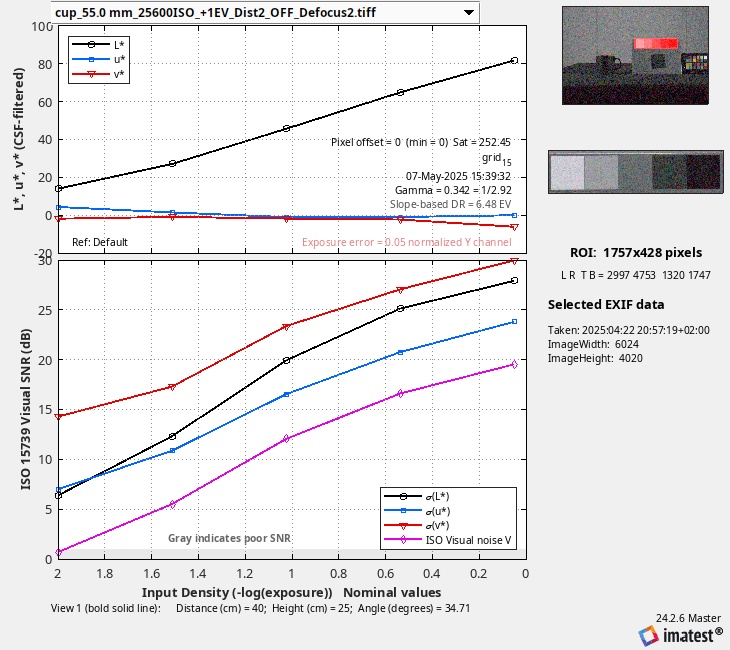 cup_55.0 mm_25600ISO_+1EV_Dist2_OFF_Defocus2.tiff
L*, u*, v* (CSF-filtered)
100
80
60
40
20
0
-20
L*
u*
v*
Pixel offset = 0 (min = 0) Sat = 252.45
grid15
07-May-2025 15:39:32
Gamma = 0.342 = 1/2.92
Slope-based DR = 6.48 EV
Ref: Default
Exposure error = 0.05 normalized Y channel
ISO 15739 Visual SNR (dB)
30
25
20
15
10
5
0
σ(L*)
σ(u*)
σ(v*)
ISO Visual noise V
Gray indicates poor SNR
2 1.8 1.6 1.4 1.2 1 0.8 0.6 0.4 0.2 0
Input Density (-log(exposure)) Nominal values
View 1 (bold solid line): Distance (cm) = 40; Height (cm) = 25; Angle (degrees) = 34.71
ROI: 1757x428 pixels
L R T B = 2997 4753 1320 1747
Selected EXIF data
Taken: 2025:04:22 20:57:19+02:00
ImageWidth: 6024
ImageHeight: 4020
24.2.6 Master
imatest®